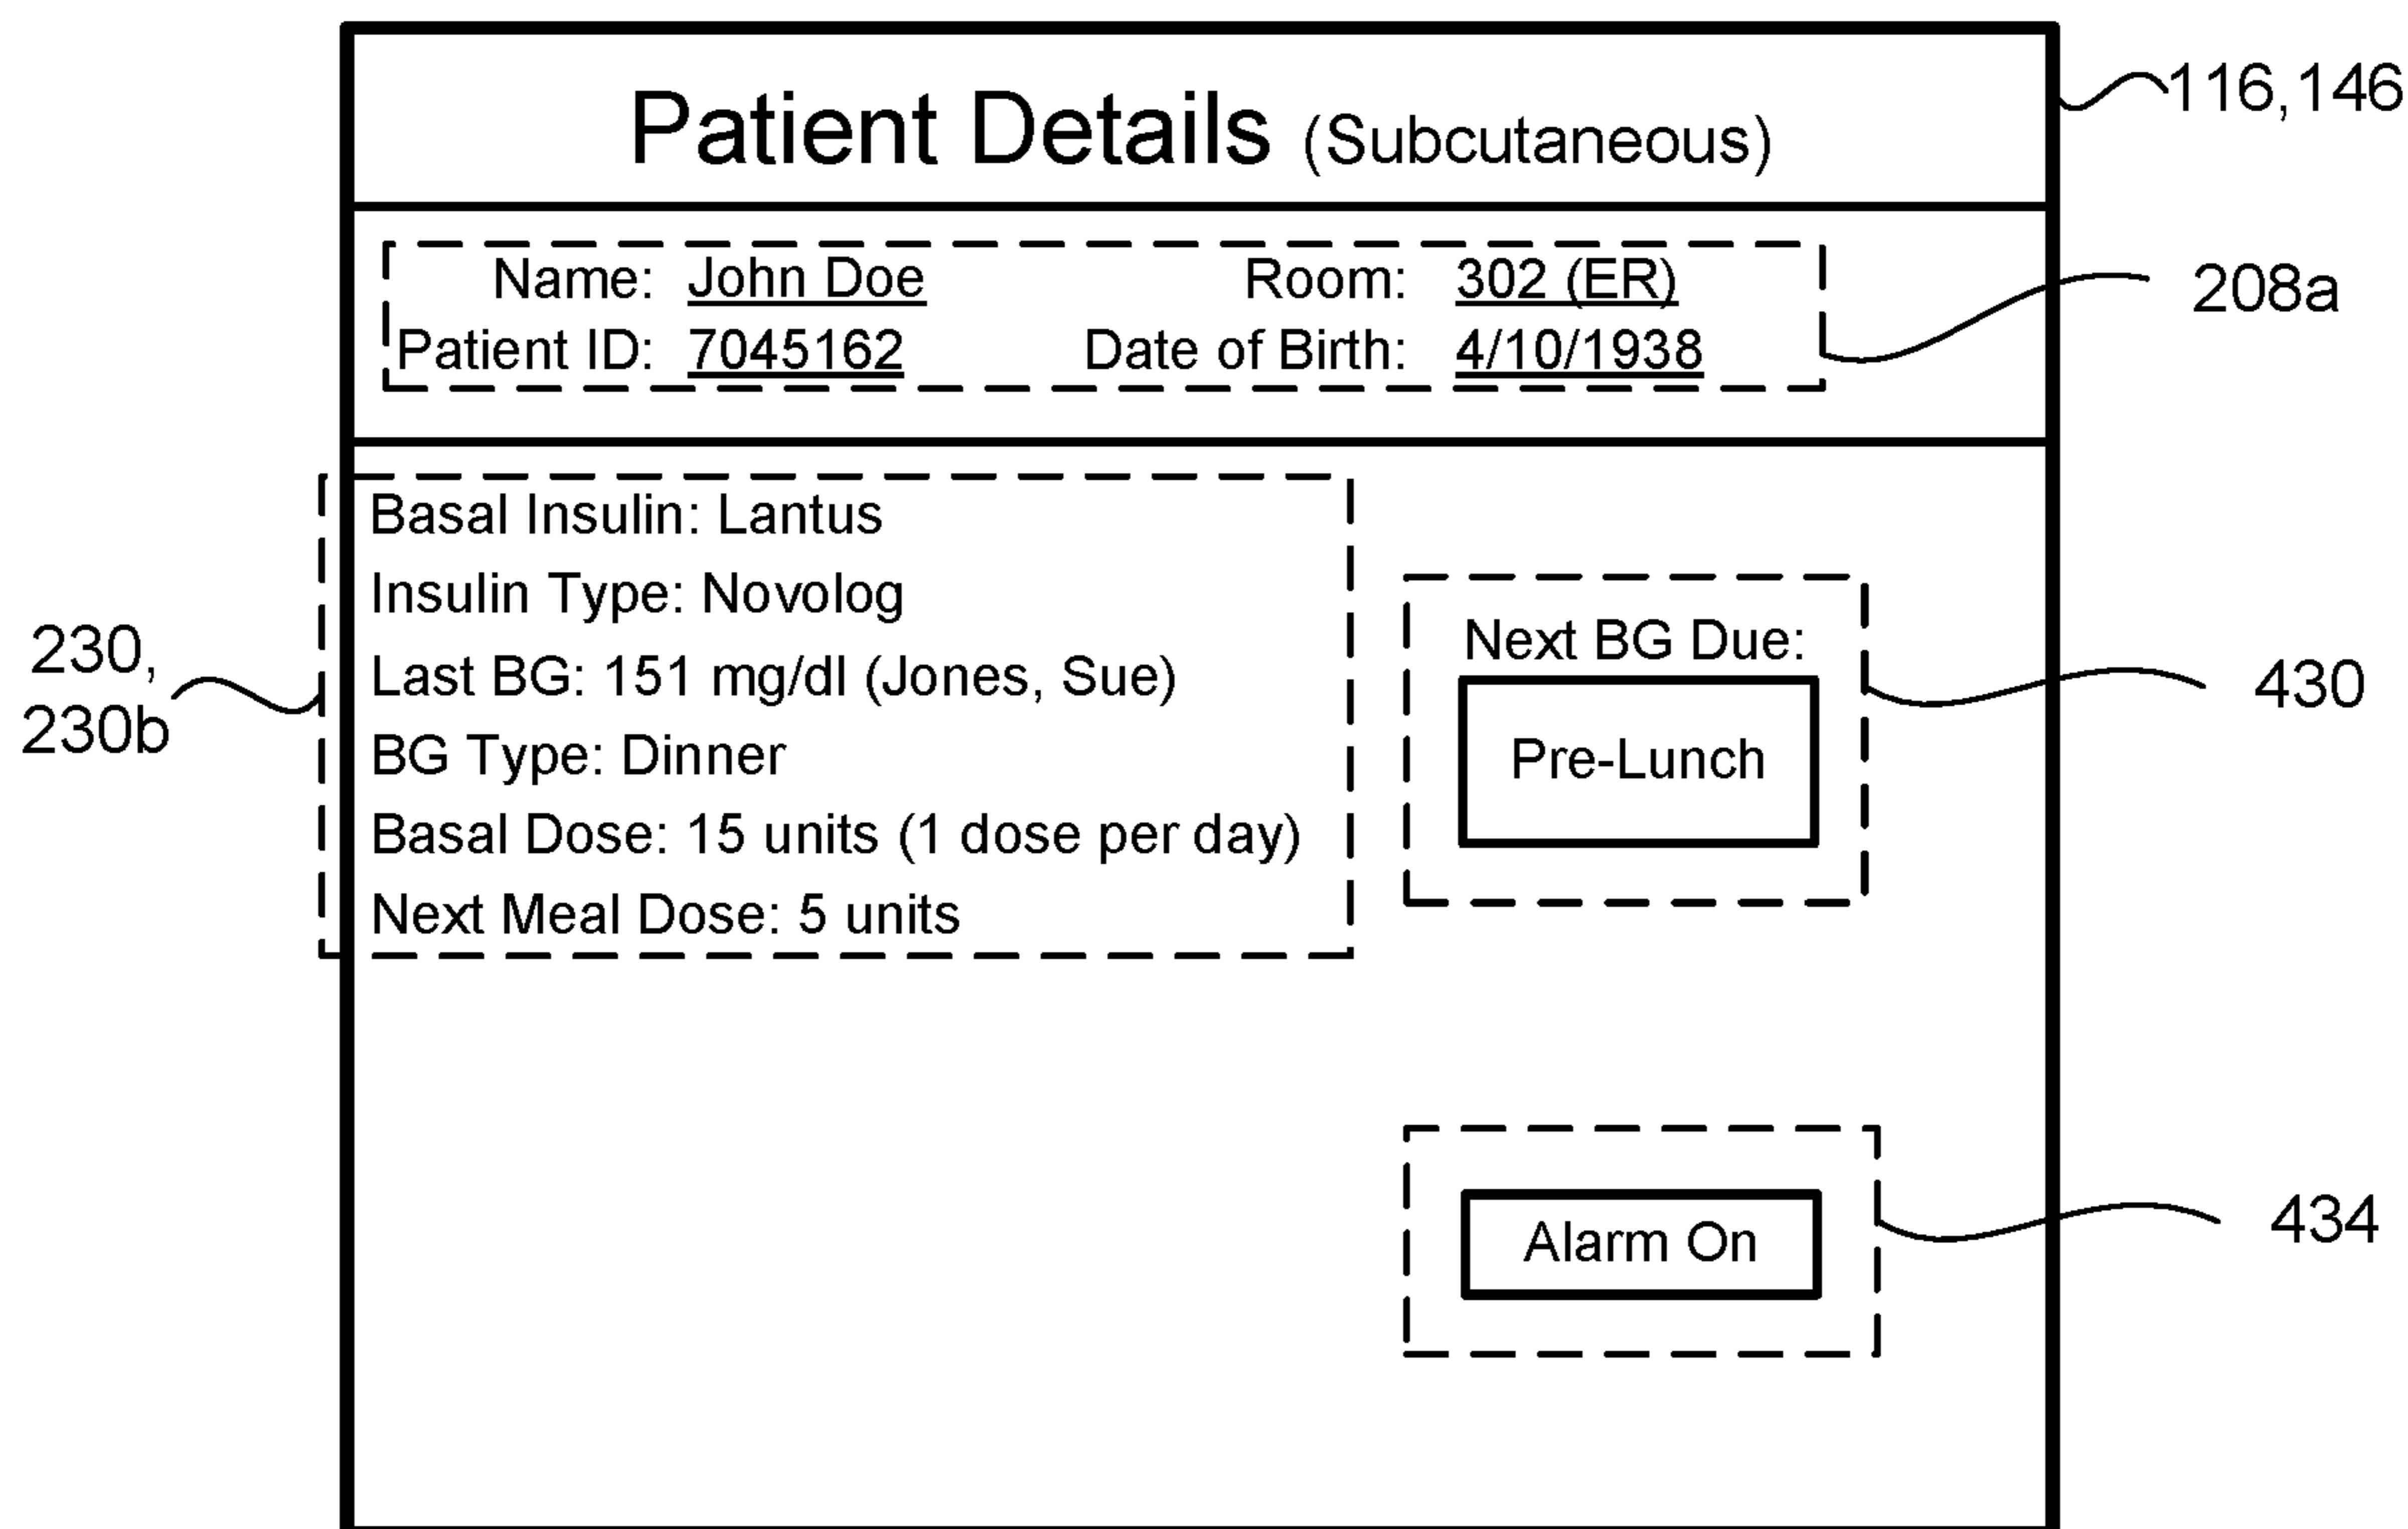 Patient Details (Subcutaneous)
116,146
Name: John Doe Room: 302 (ER)
208a
Patient ID: 7045162 Date of Birth: 4/10/1938
Basal Insulin: Lantus
Insulin Type: Novolog
Last BG: 151 mg/dl (Jones, Sue)
BG Type: Dinner
Basal Dose: 15 units (1 dose per day)
Next Meal Dose: 5 units
230,
230b
Next BG Due:
Pre-Lunch
430
Alarm On
434